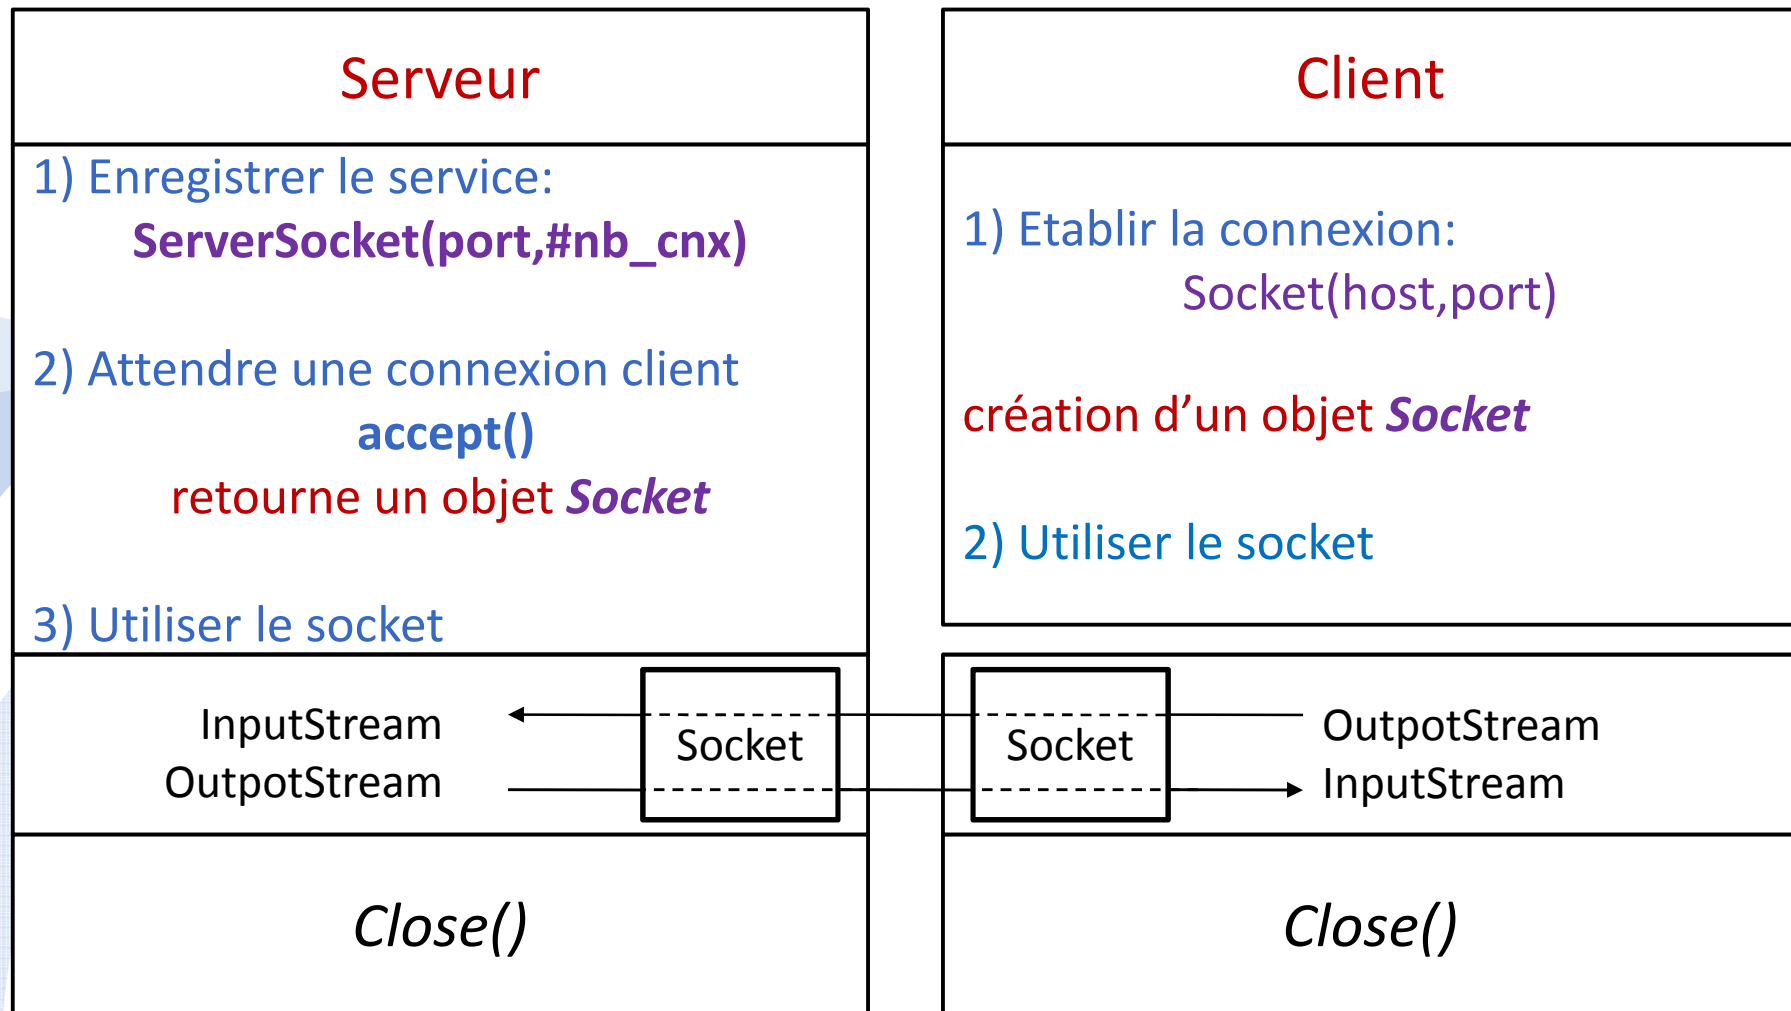 Serveur
1) Enregistrer le service:
ServerSocket(port,#nb_cnx)
2) Attendre une connexion client
accept()
retourne un objet Socket
3) Utiliser le socket
Client
1) Etablir la connexion:
Socket(host,port)
création d’un objet Socket
2) Utiliser le socket
InputStream
OutpotStream
Socket
Socket
OutpotStream
InputStream
Close()
Close()